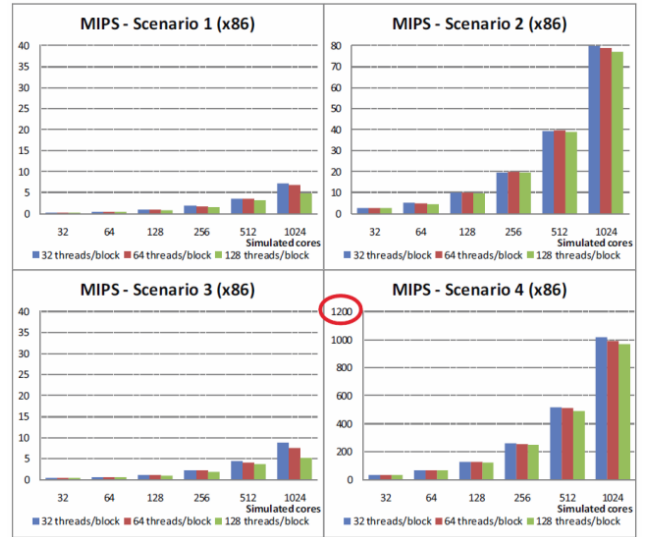 MIPS - Scenario 1 (x86)
40
35
30
25
20
15
10
5
0
32 64 128 256 512 1024
Simulated cores
32 threads/block 64 threads/block 128 threads/block
MIPS - Scenario 2 (x86)
80
70
60
50
40
30
20
10
0
32 64 128 256 512 1024
Simulated cores
32 threads/block 64 threads/block 128 threads/block
MIPS - Scenario 3 (x86)
40
35
30
25
20
15
10
5
0
32 64 128 256 512 1024
Simulated cores
32 threads/block 64 threads/block 128 threads/block
MIPS - Scenario 4 (x86)
1200
1000
800
600
400
200
0
32 64 128 256 512 1024
Simulated cores
32 threads/block 64 threads/block 128 threads/block